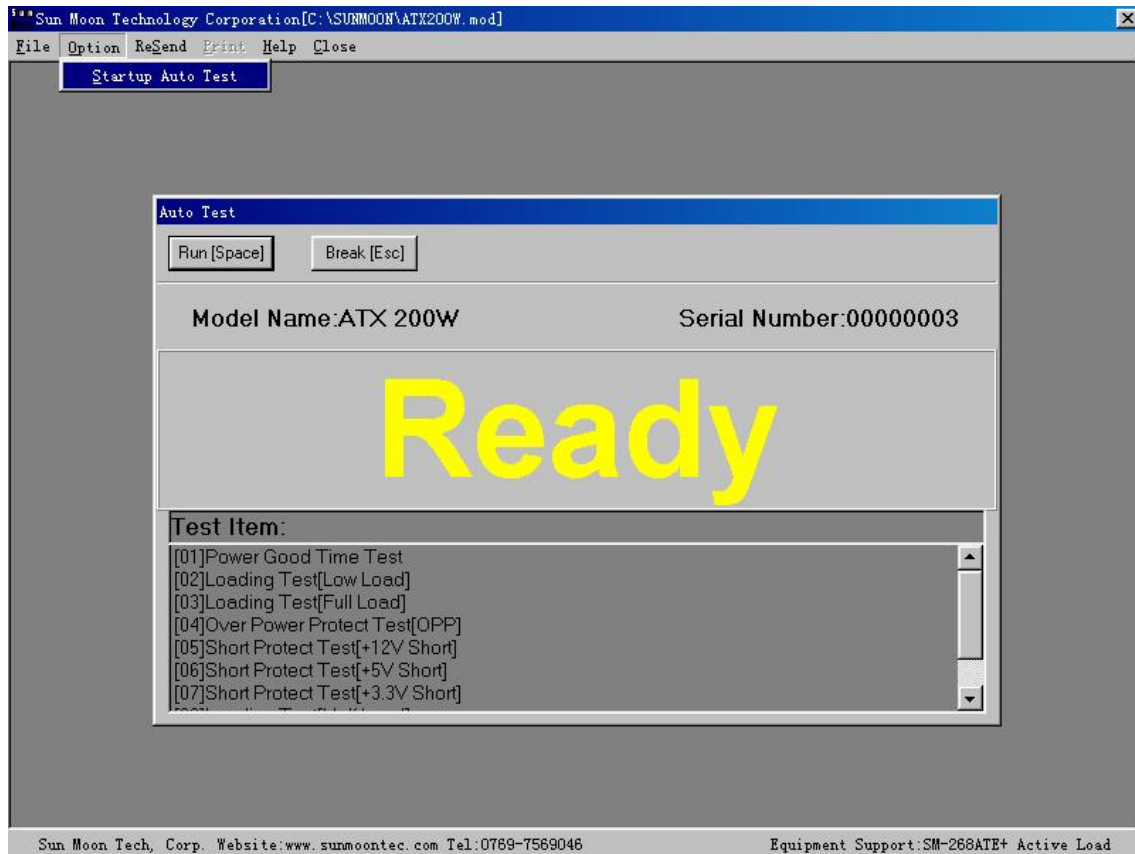 Sun Moon Technology Corporation[C:\SUNMOON\ATX200W.mod]
File Option ReSend Print Help Close
Startup Auto Test
Auto Test
Run [Space] Break [Esc]
Model Name:ATX 200W Serial Number:00000003
Ready
Test Item:
[01]Power Good Time Test
[02]Loading Test[Low Load]
[03]Loading Test[Full Load]
[04]Over Power Protect Test[OPP]
[05]Short Protect Test[+12V Short]
[06]Short Protect Test[+5V Short]
[07]Short Protect Test[+3.3V Short]
Sun Moon Tech, Corp. Website:www.sunmoontec.com Tel:0769-7569046 Equipment Support:SM-268ATE+ Active Load